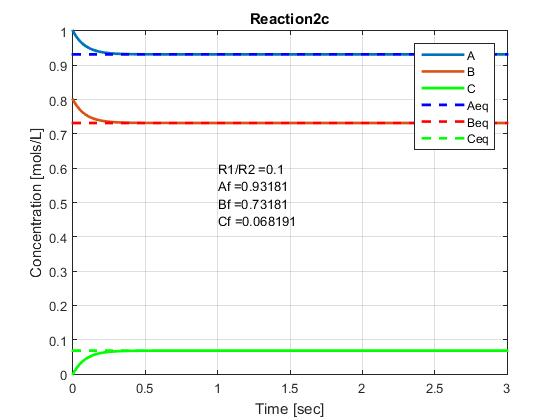 Reaction2c
1
0.9
0.8
0.7
0.6
0.5
0.4
0.3
0.2
0.1
0
Concentration [mols/L]
A
B
C
Aeq
Beq
Ceq
R1/R2 =0.1
Af =0.93181
Bf =0.73181
Cf =0.068191
0 0.5 1 1.5 2 2.5 3
Time [sec]